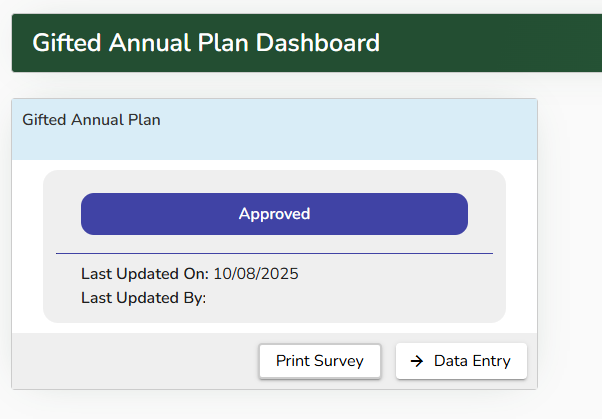 Gifted Annual Plan Dashboard
Gifted Annual Plan
Approved
Last Updated On: 10/08/2025
Last Updated By:
Print Survey
→ Data Entry